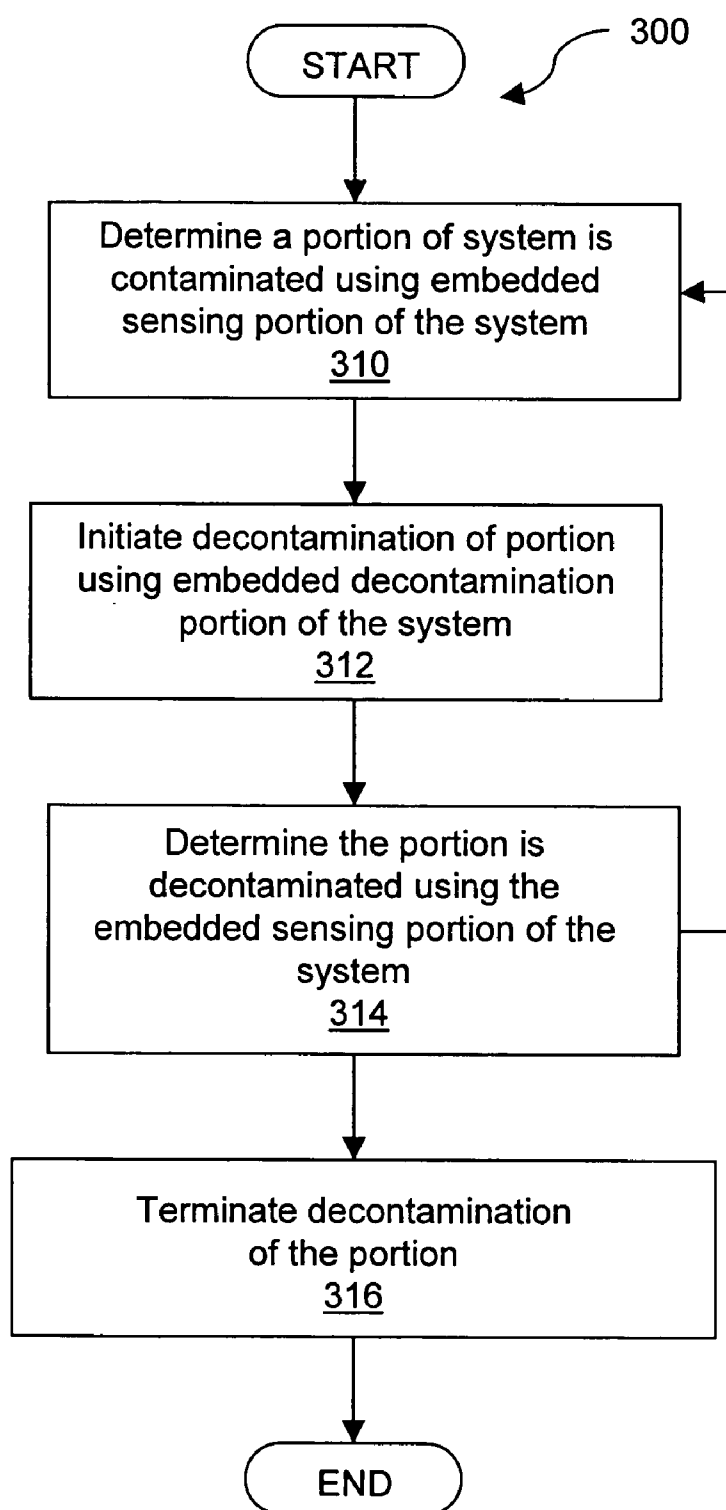 300
START
Determine a portion of system is
contaminated using embedded
sensing portion of the system
310
Initiate decontamination of portion
using embedded decontamination
portion of the system
312
Determine the portion is
decontaminated using the
embedded sensing portion of the
system
314
Terminate decontamination
of the portion
316
END